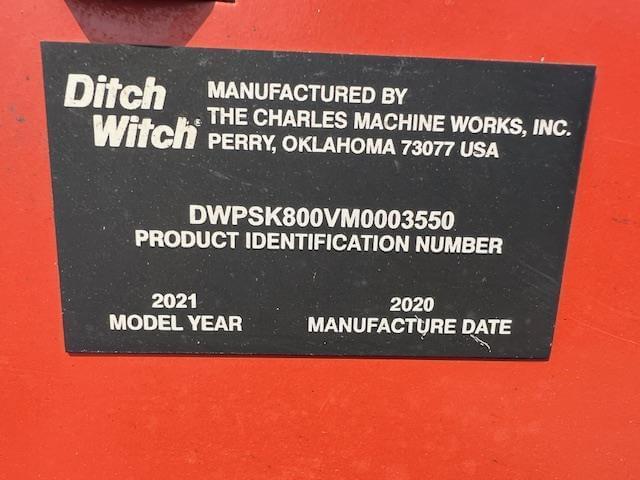 Ditch
Witch®
MANUFACTURED BY
THE CHARLES MACHINE WORKS, INC.
PERRY, OKLAHOMA 73077 USA
DWPSK800VM0003550
PRODUCT IDENTIFICATION NUMBER
2021
MODEL YEAR
2020
MANUFACTURE DATE